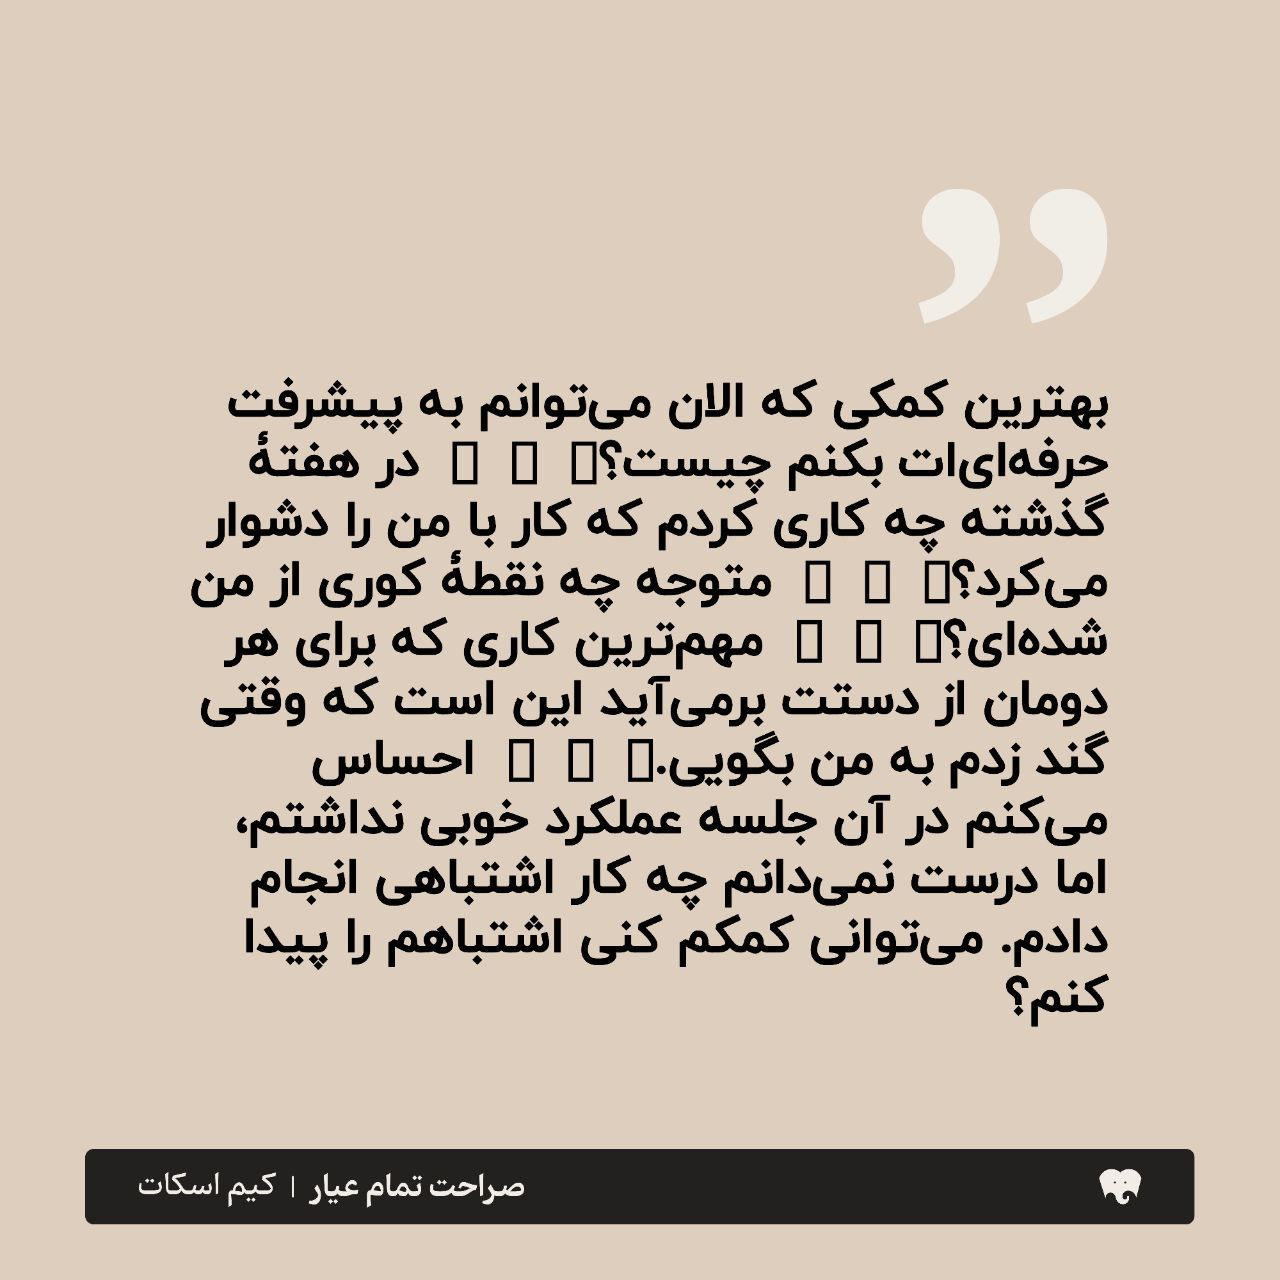 ”
بهترین کمکی که الان می‌توانم به پیشرفت
حرفه‌ای‌ات بکنم چیست؟▯ ▯ ▯ در هفتهٔ
گذشته چه کاری کردم که کار با من را دشوار
می‌کرد؟▯ ▯ ▯ متوجه چه نقطهٔ کوری از من
شده‌ای؟▯ ▯ ▯ مهم‌ترین کاری که برای هر
دومان از دستت برمی‌آید این است که وقتی
گند زدم به من بگویی.▯ ▯ ▯ احساس
می‌کنم در آن جلسه عملکرد خوبی نداشتم،
اما درست نمی‌دانم چه کار اشتباهی انجام
دادم. می‌توانی کمکم کنی اشتباهم را پیدا
کنم؟
صراحت تمام عیار | کیم اسکات